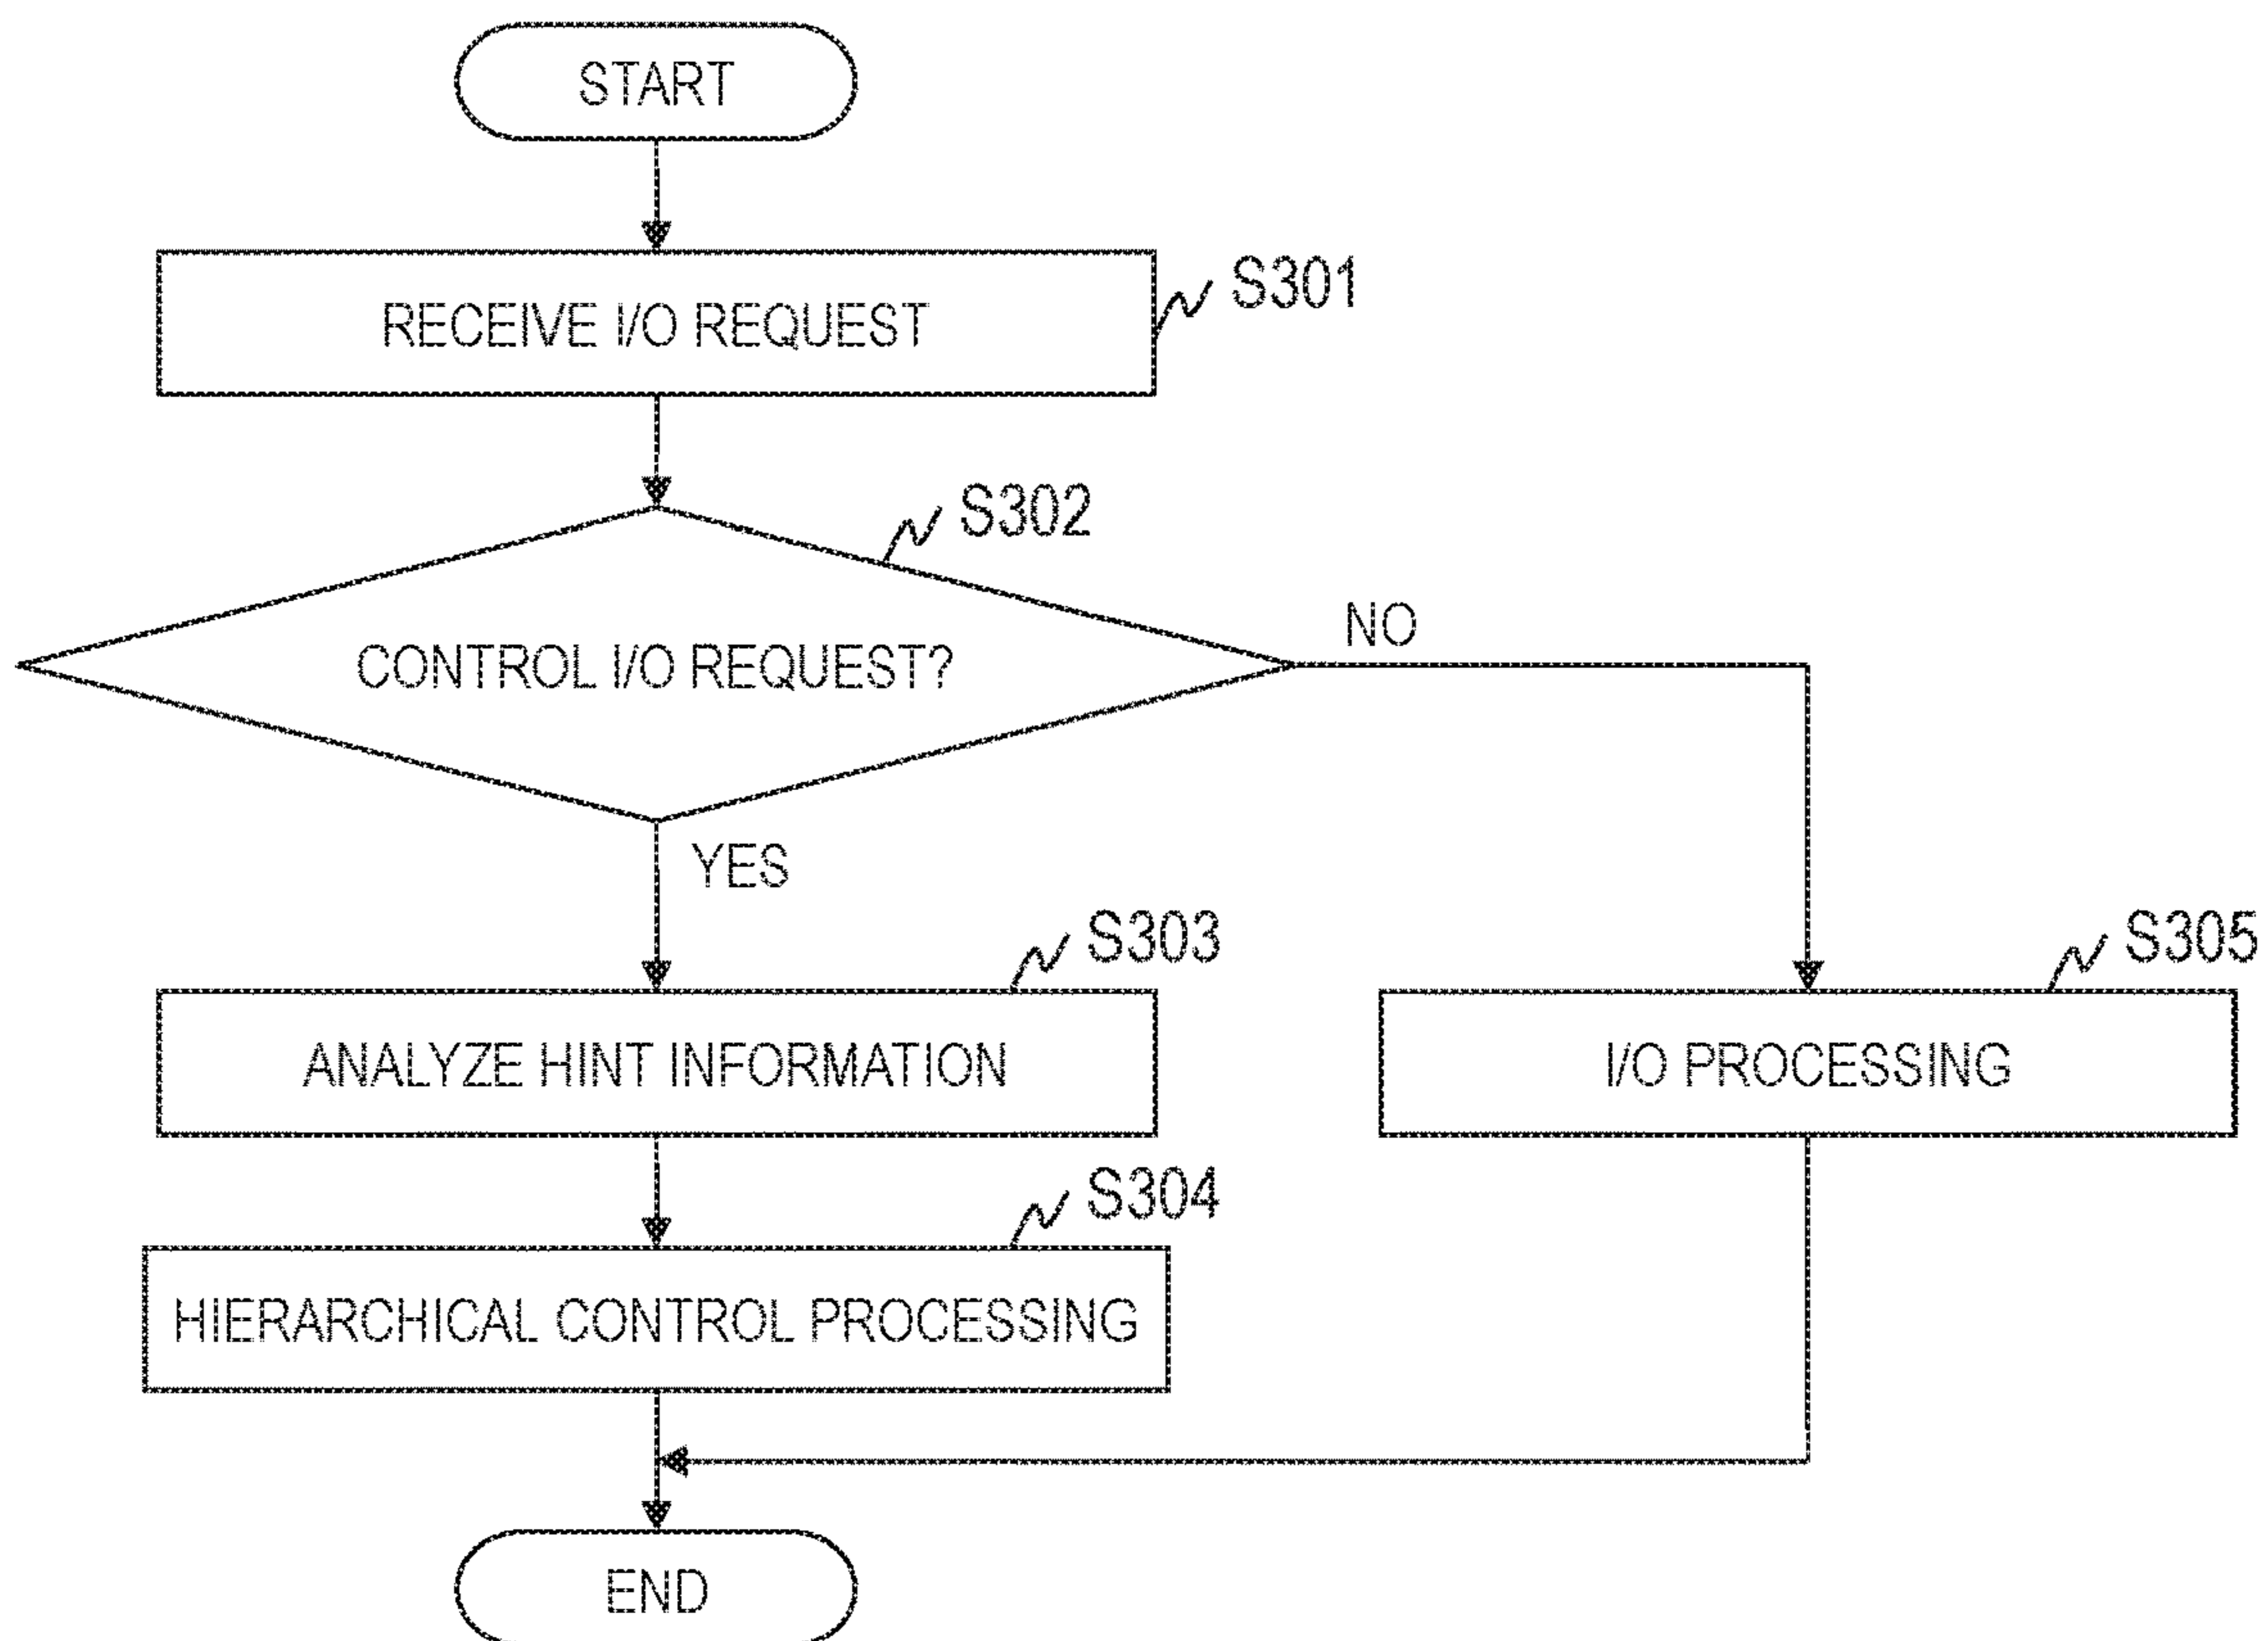 START
RECEIVE I/O REQUEST
S301
S302
CONTROL I/O REQUEST?
NO
YES
S303
ANALYZE HINT INFORMATION
S305
I/O PROCESSING
S304
HIERARCHICAL CONTROL PROCESSING
END